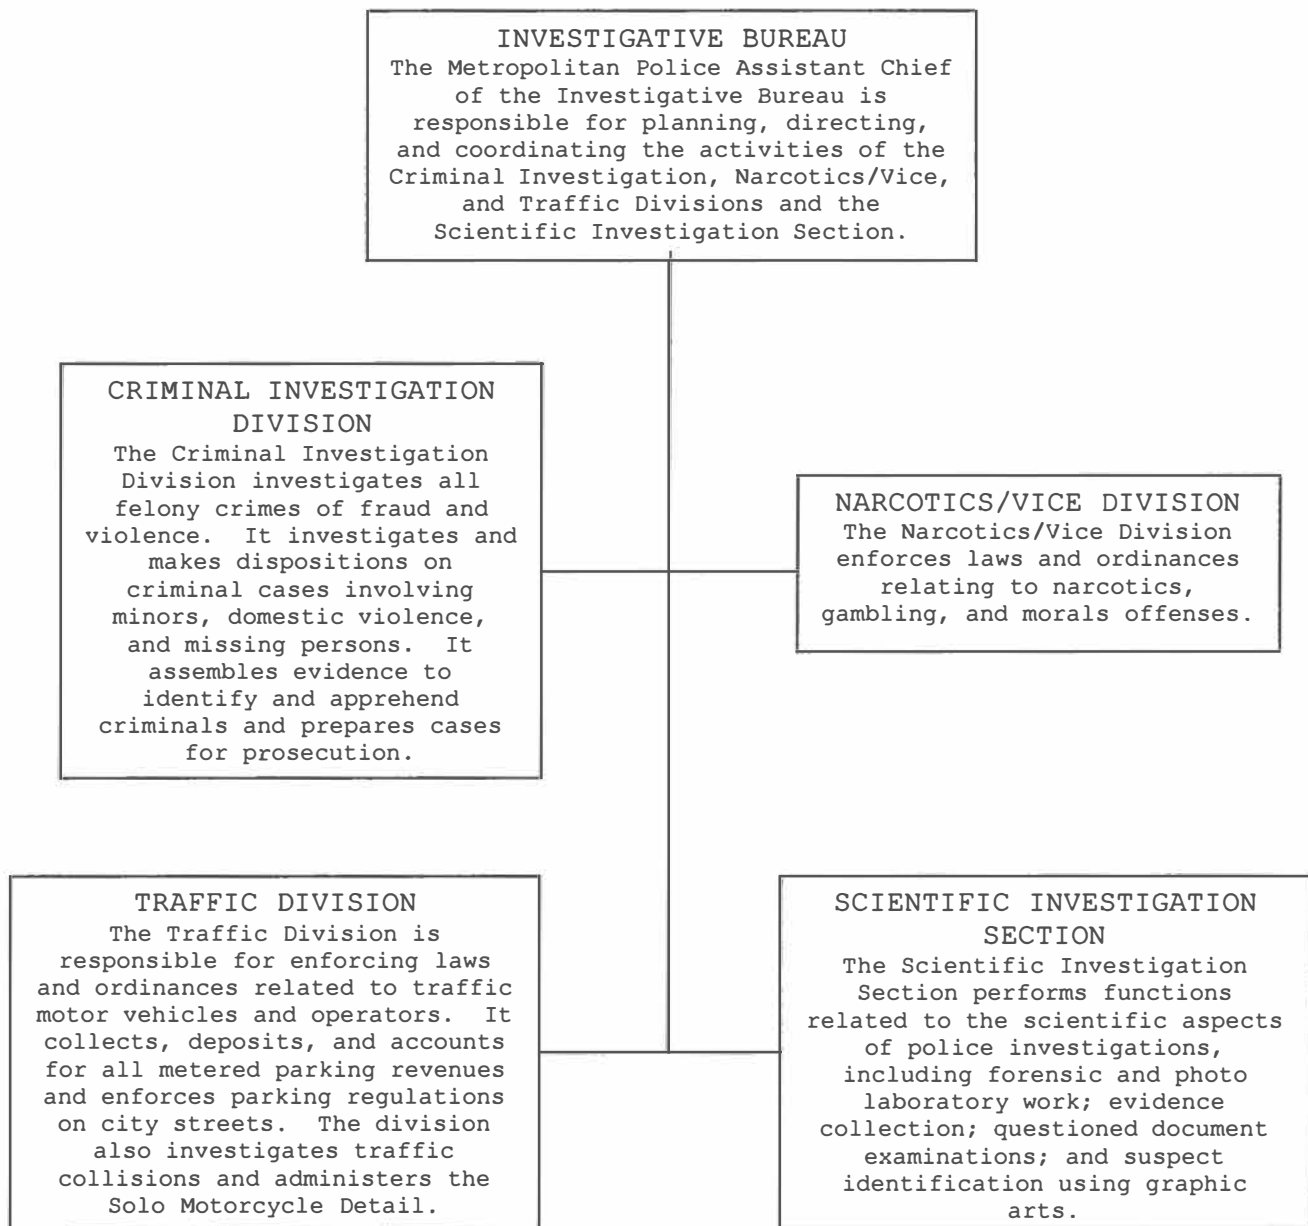 INVESTIGATIVE BUREAU
The Metropolitan Police Assistant Chief
of the Investigative Bureau is
responsible for planning, directing,
and coordinating the activities of the
Criminal Investigation, Narcotics/Vice,
and Traffic Divisions and the
Scientific Investigation Section.
CRIMINAL INVESTIGATION
DIVISION
The Criminal Investigation
Division investigates all
felony crimes of fraud and
violence. It investigates and
makes dispositions on
criminal cases involving
minors, domestic violence,
and missing persons. It
assembles evidence to
identify and apprehend
criminals and prepares cases
for prosecution.
NARCOTICS/VICE DIVISION
The Narcotics/Vice Division
enforces laws and ordinances
relating to narcotics,
gambling, and morals offenses.
TRAFFIC DIVISION
The Traffic Division is
responsible for enforcing laws
and ordinances related to traffic
motor vehicles and operators. It
collects, deposits, and accounts
for all metered parking revenues
and enforces parking regulations
on city streets. The division
also investigates traffic
collisions and administers the
Solo Motorcycle Detail.
SCIENTIFIC INVESTIGATION
SECTION
The Scientific Investigation
Section performs functions
related to the scientific aspects
of police investigations,
including forensic and photo
laboratory work; evidence
collection; questioned document
examinations; and suspect
identification using graphic
arts.